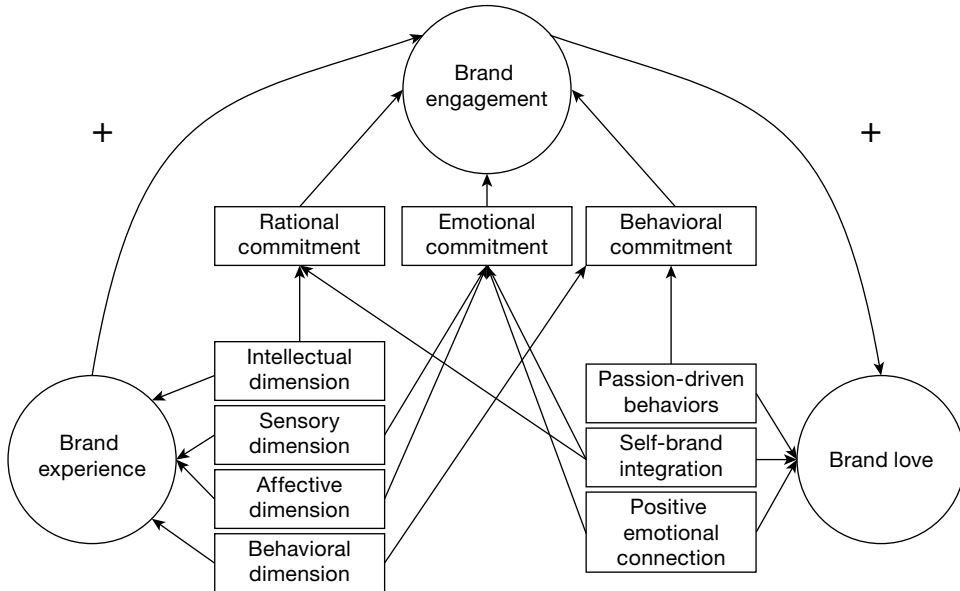 Brand
engagement
+
+
Rational
commitment
Emotional
commitment
Behavioral
commitment
Intellectual
dimension
Sensory
dimension
Affective
dimension
Behavioral
dimension
Brand
experience
Passion-driven
behaviors
Self-brand
integration
Positive
emotional
connection
Brand love